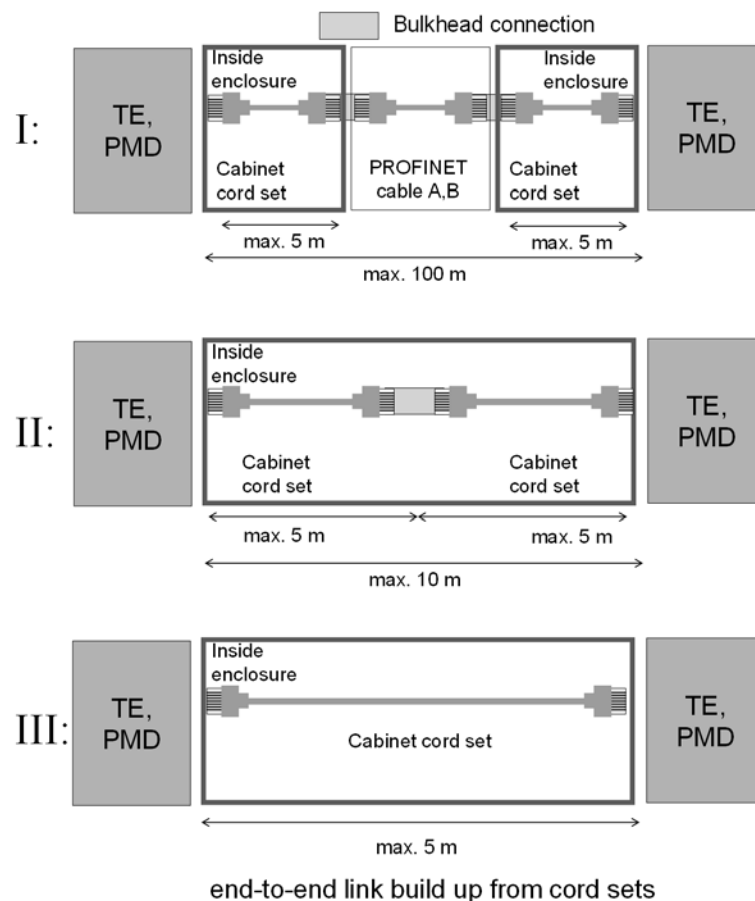 Bulkhead connection
I:
TE,
PMD
Inside
enclosure
Cabinet
cord set
PROFINET
cable A,B
Inside
enclosure
Cabinet
cord set
TE,
PMD
max. 5 m
max. 5 m
max. 100 m
II:
TE,
PMD
Inside
enclosure
Cabinet
cord set
Cabinet
cord set
TE,
PMD
max. 5 m
max. 5 m
max. 10 m
III:
TE,
PMD
Inside
enclosure
Cabinet cord set
TE,
PMD
max. 5 m
end-to-end link build up from cord sets